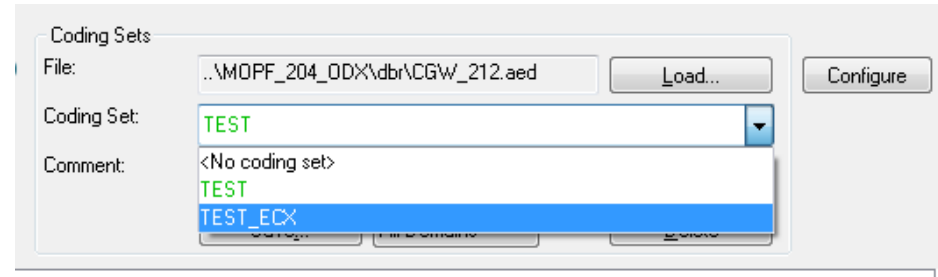 Coding Sets
File: ..\MOPF_204_ODX\dbr\CGW_212.aed Load... Configure
Coding Set: TEST
Comment: <No coding set>
TEST
TEST_ECX